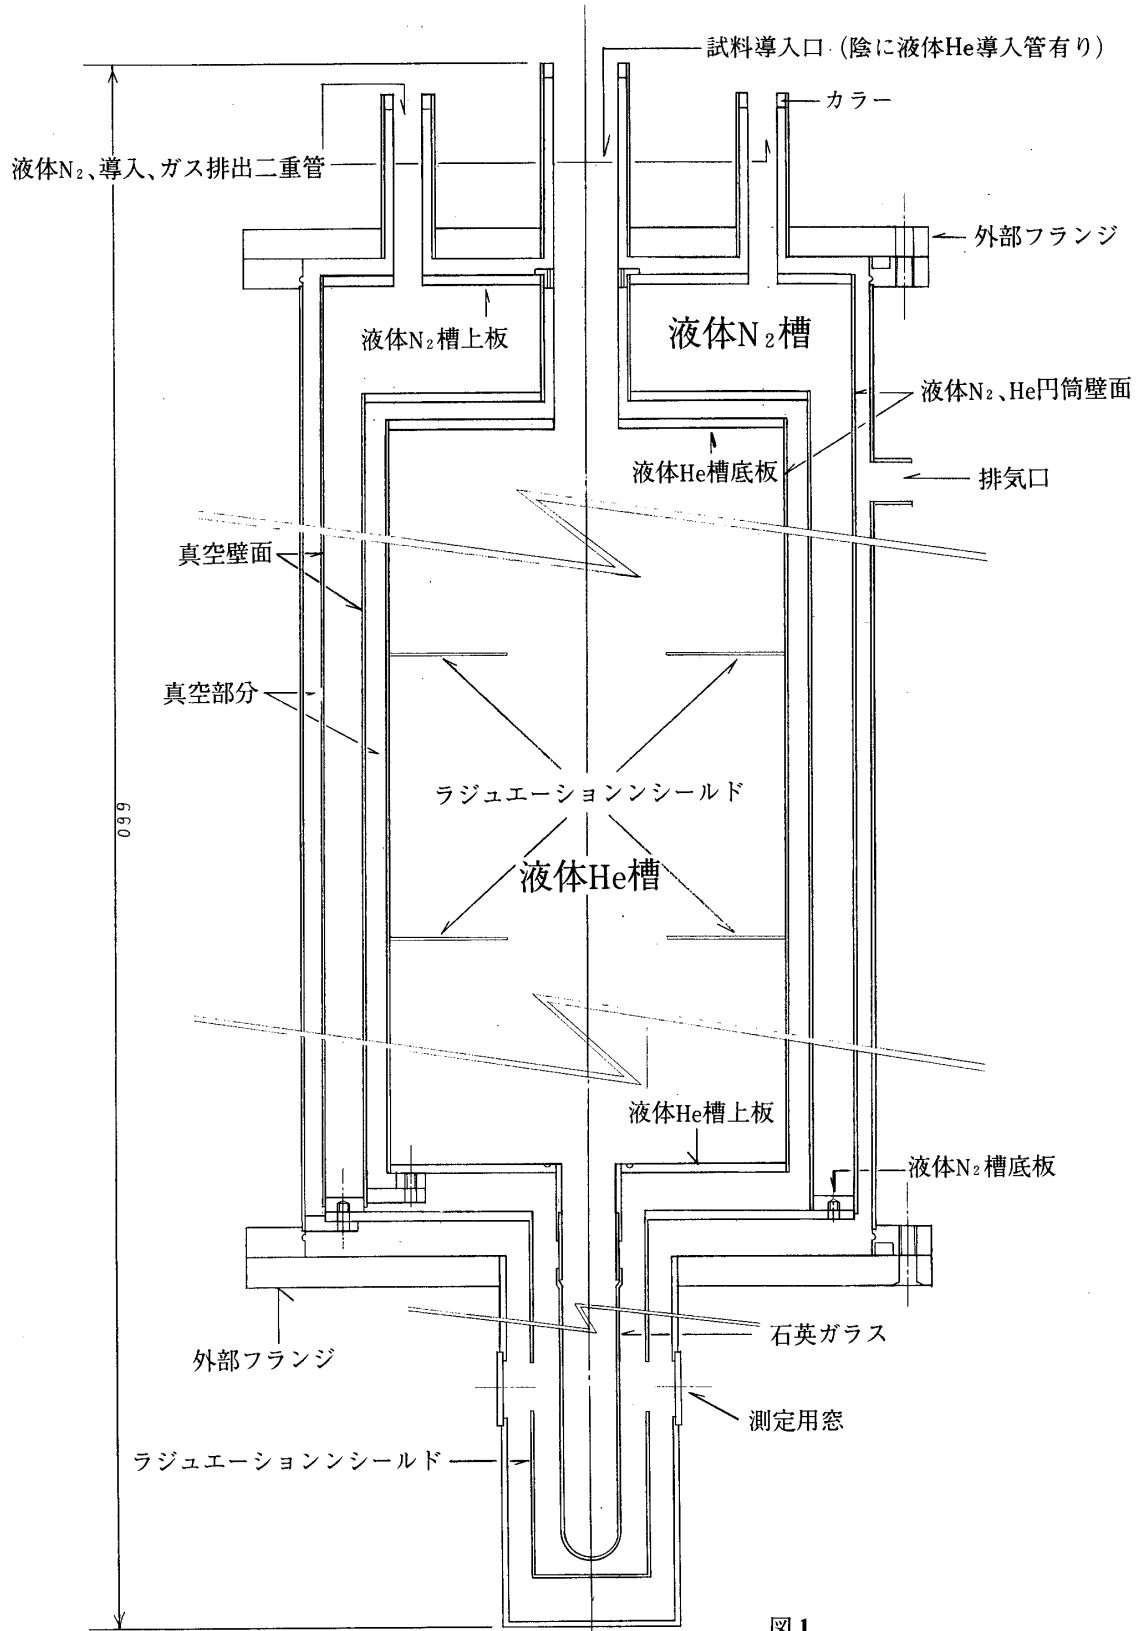 試料導入口 (陰に液体He導入管有り)
カラー
液体N₂、導入、ガス排出二重管
外部フランジ
液体N₂槽上板
液体N₂槽
液体N₂、He円筒壁面
液体He槽底板
排気口
真空壁面
真空部分
ラジュエーションンシールド
660
液体He槽
液体He槽上板
液体N₂槽底板
石英ガラス
外部フランジ
測定用窓
ラジュエーションンシールド
図1